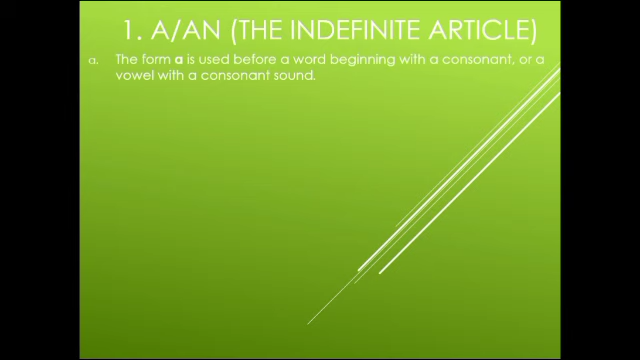 1. A/AN (THE INDEFINITE ARTICLE)
a. The form a is used before a word beginning with a consonant, or a
vowel with a consonant sound.